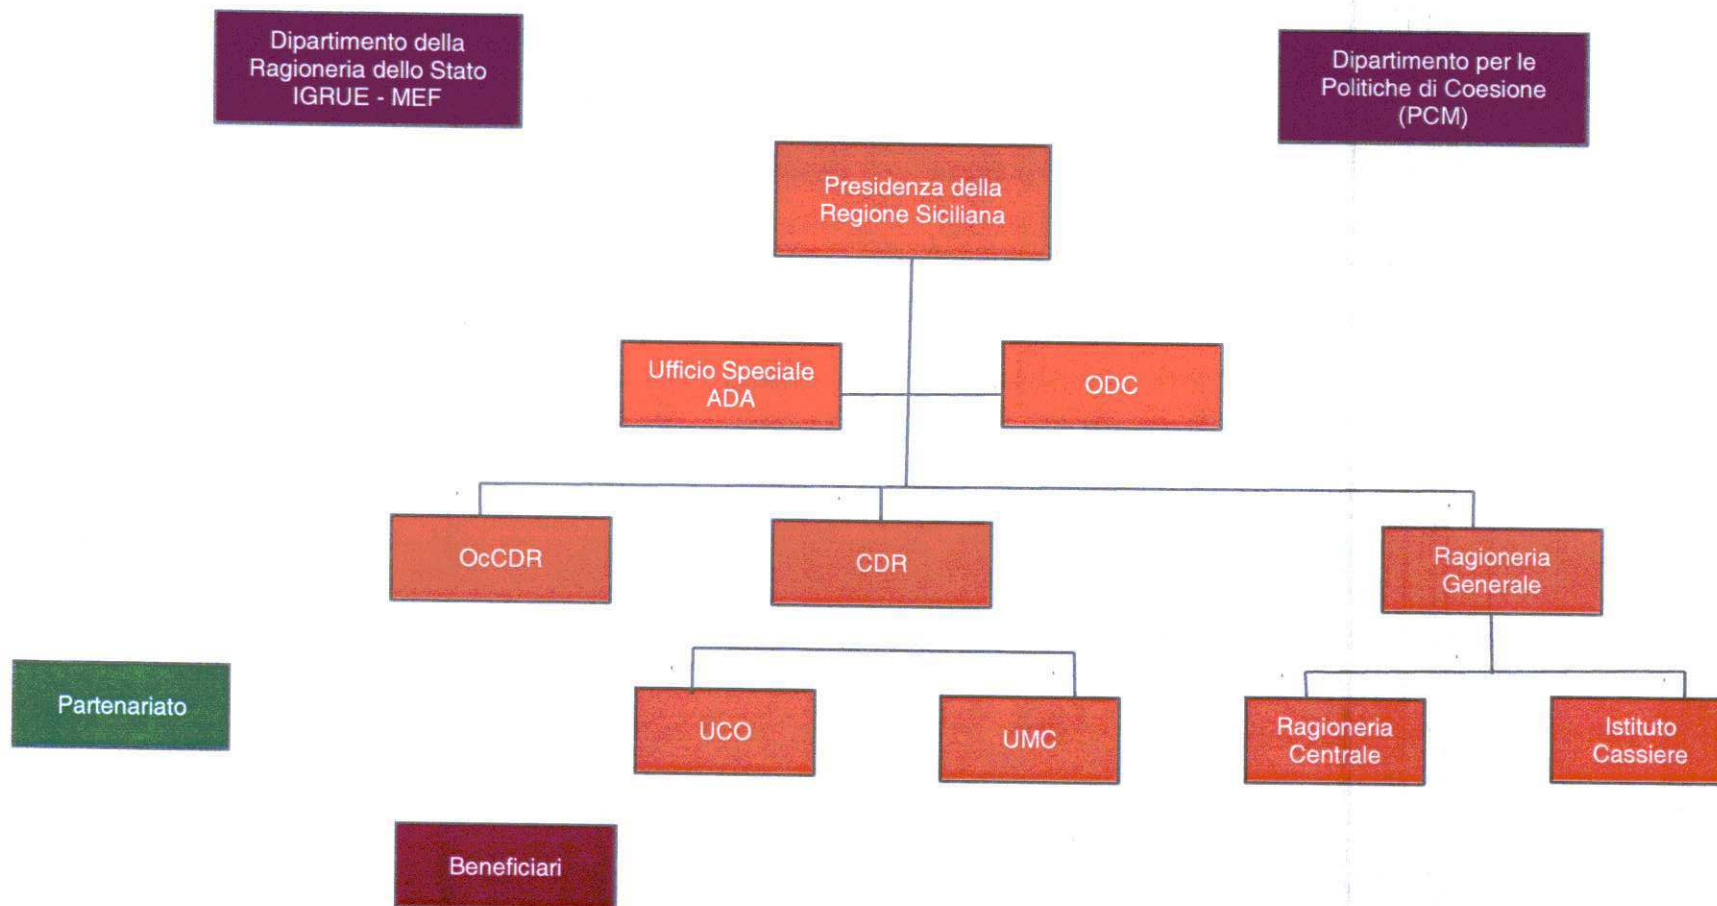 Dipartimento della
Ragioneria dello Stato
IGRUE - MEF
Dipartimento per le
Politiche di Coesione
(PCM)
Presidenza della
Regione Siciliana
Ufficio Speciale
ADA
ODC
OcCDR
CDR
Ragioneria
Generale
Partenariato
UCO
UMC
Ragioneria
Centrale
Istituto
Cassiere
Beneficiari